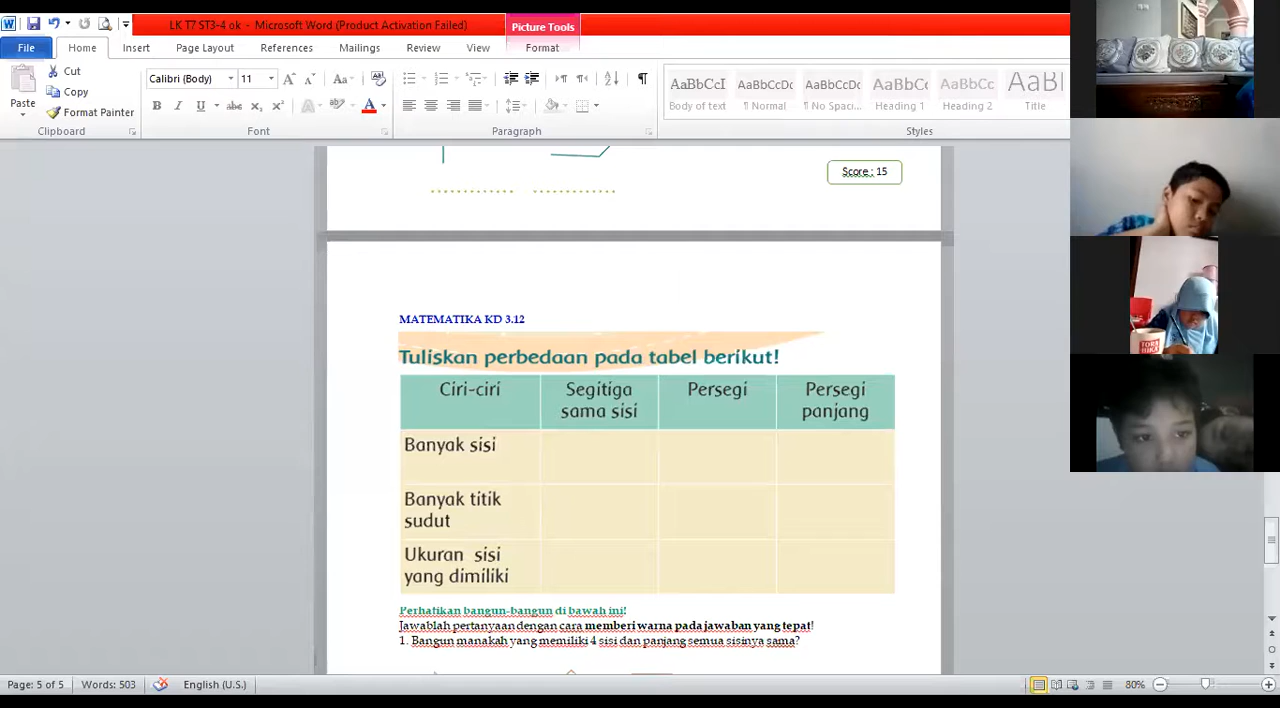 LK T7 ST3-4 ok - Microsoft Word (Product Activation Failed)
Picture Tools
File Home Insert Page Layout References Mailings Review View Format
Paste
Cut
Copy
Format Painter
Clipboard
Calibri (Body) 11
Font
Paragraph
AaBbCcI AaBbCcDc AaBbCcDc AaBbCc AaBbCc AaBl
Body of text ¶ Normal ¶ No Spaci... Heading 1 Heading 2 Title
Styles
Score : 15
MATEMATIKA KD 3.12
Tuliskan perbedaan pada tabel berikut!
Ciri-ciri
Segitiga
sama sisi
Persegi
Persegi
panjang
Banyak sisi
Banyak titik
sudut
Ukuran sisi
yang dimiliki
Perhatikan bangun-bangun di bawah ini!
Jawablah pertanyaan dengan cara memberi warna pada jawaban yang tepat!
1. Bangun manakah yang memiliki 4 sisi dan panjang semua sisinya sama?
Page: 5 of 5 Words: 503 English (U.S.) 80%